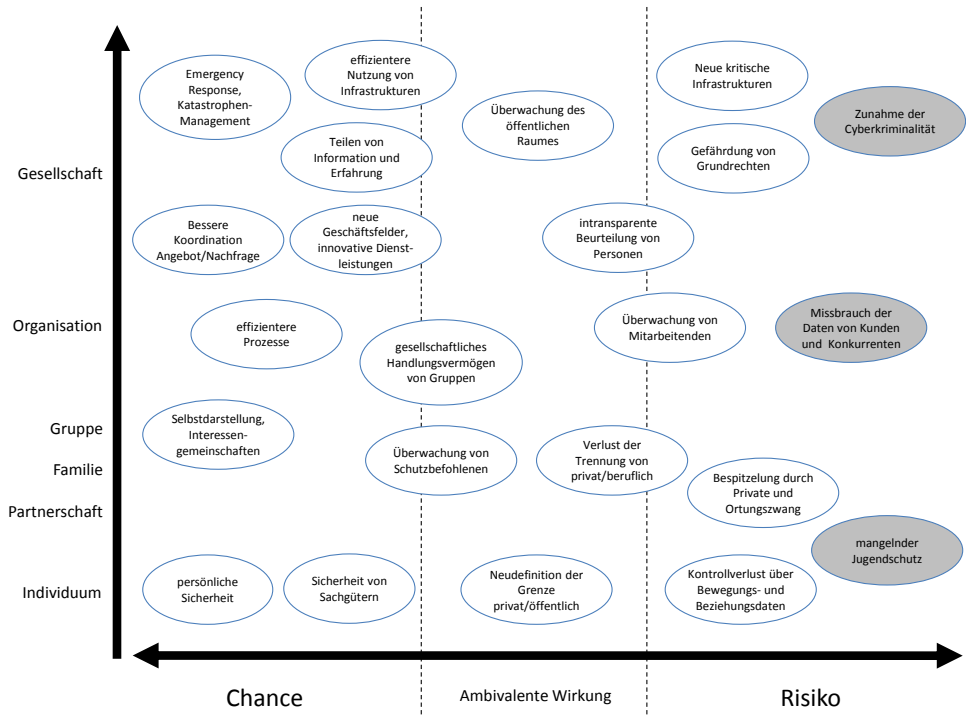 Emergency
Response,
Katastrophen-
Management
effizientere
Nutzung von
Infrastrukturen
Überwachung des
öffentlichen
Raumes
Neue kritische
Infrastrukturen
Zunahme der
Cyberkriminalität
Gesellschaft
Teilen von
Information und
Erfahrung
Gefährdung von
Grundrechten
Bessere
Koordination
Angebot/Nachfrage
neue
Geschäftsfelder,
innovative Dienst-
leistungen
intransparente
Beurteilung von
Personen
Organisation
effizientere
Prozesse
gesellschaftliches
Handlungsvermögen
von Gruppen
Überwachung von
Mitarbeitenden
Missbrauch der
Daten von Kunden
und Konkurrenten
Gruppe
Familie
Partnerschaft
Selbstdarstellung,
Interessen-
gemeinschaften
Überwachung von
Schutzbefohlenen
Verlust der
Trennung von
privat/beruflich
Bespitzelung durch
Private und
Ortungszwang
mangelnder
Jugendschutz
Individuum
persönliche
Sicherheit
Sicherheit von
Sachgütern
Neudefinition der
Grenze
privat/öffentlich
Kontrollverlust über
Bewegungs- und
Beziehungsdaten
Chance
Ambivalente Wirkung
Risiko